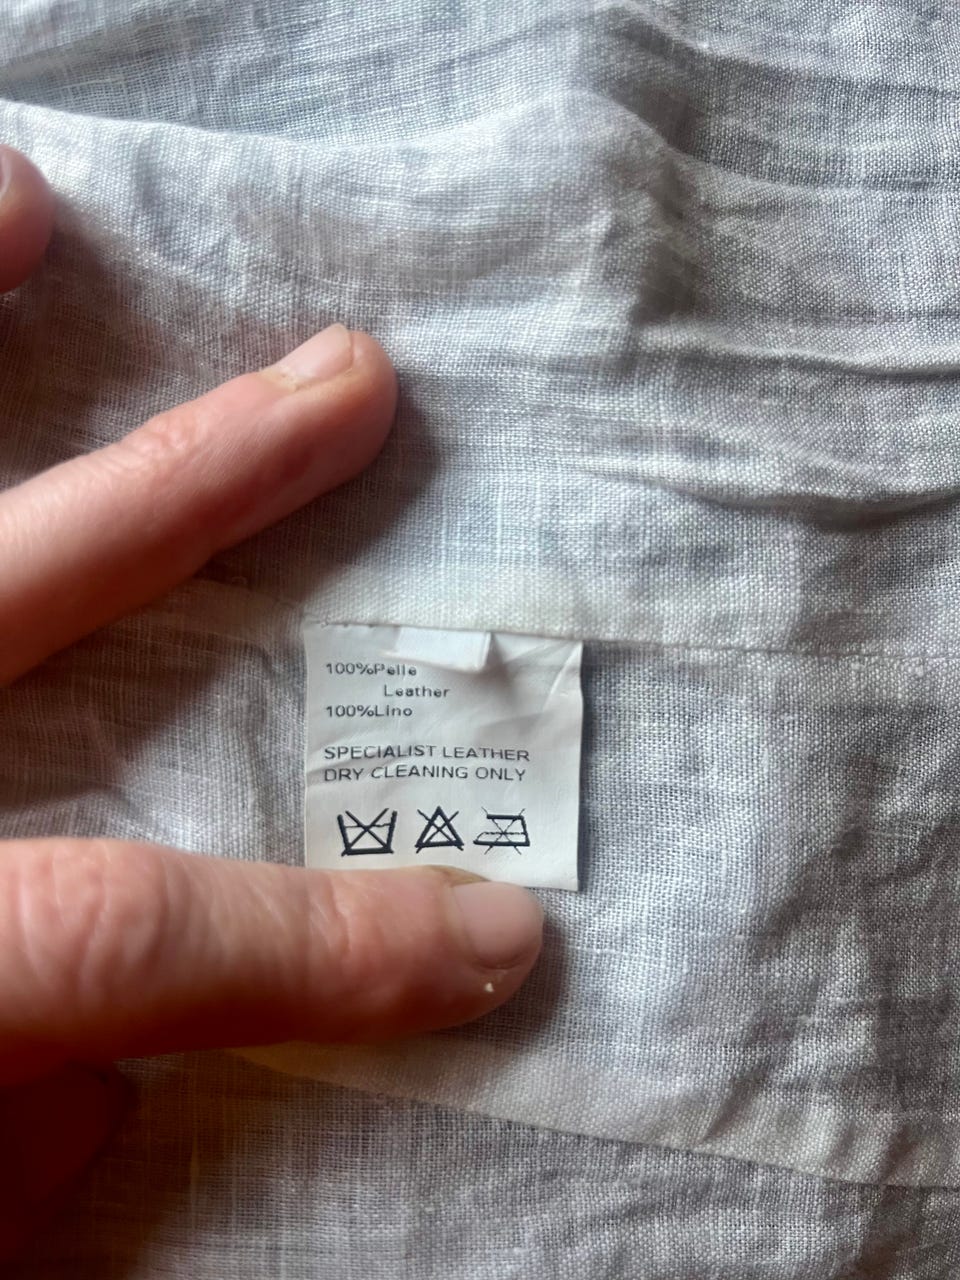 100%Pelle
Leather
100%Lino
SPECIALIST LEATHER
DRY CLEANING ONLY